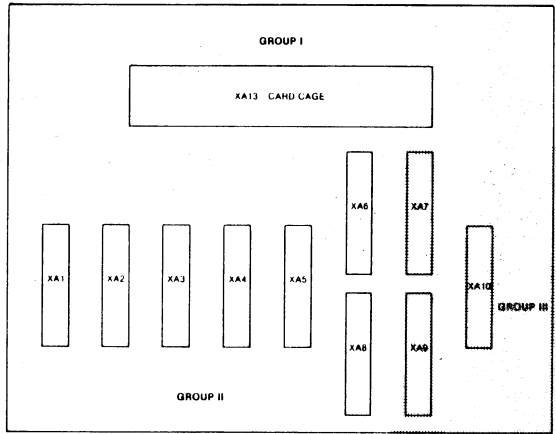 GROUP I
XA13 CARD CAGE
XA6
XA7
XA1
XA2
XA3
XA4
XA5
XA10
GROUP III
XA8
XA9
GROUP II